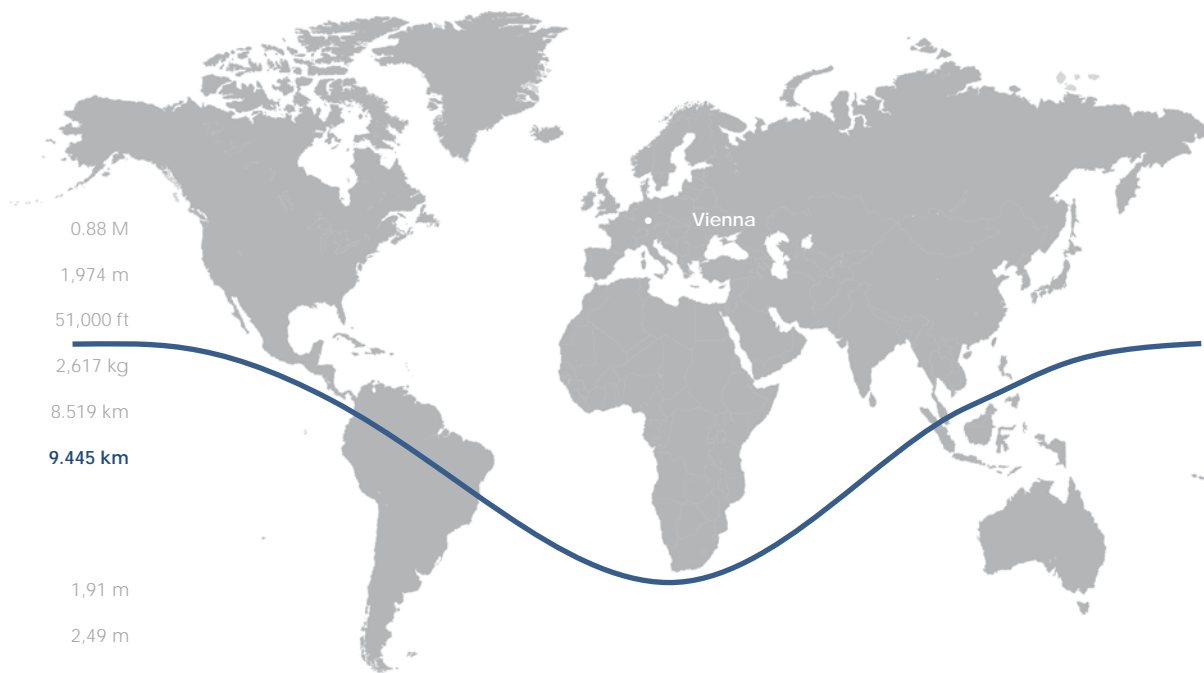 Vienna
0.88 M
1,974 m
51,000 ft
2,617 kg
8.519 km
9.445 km
1,91 m
2,49 m